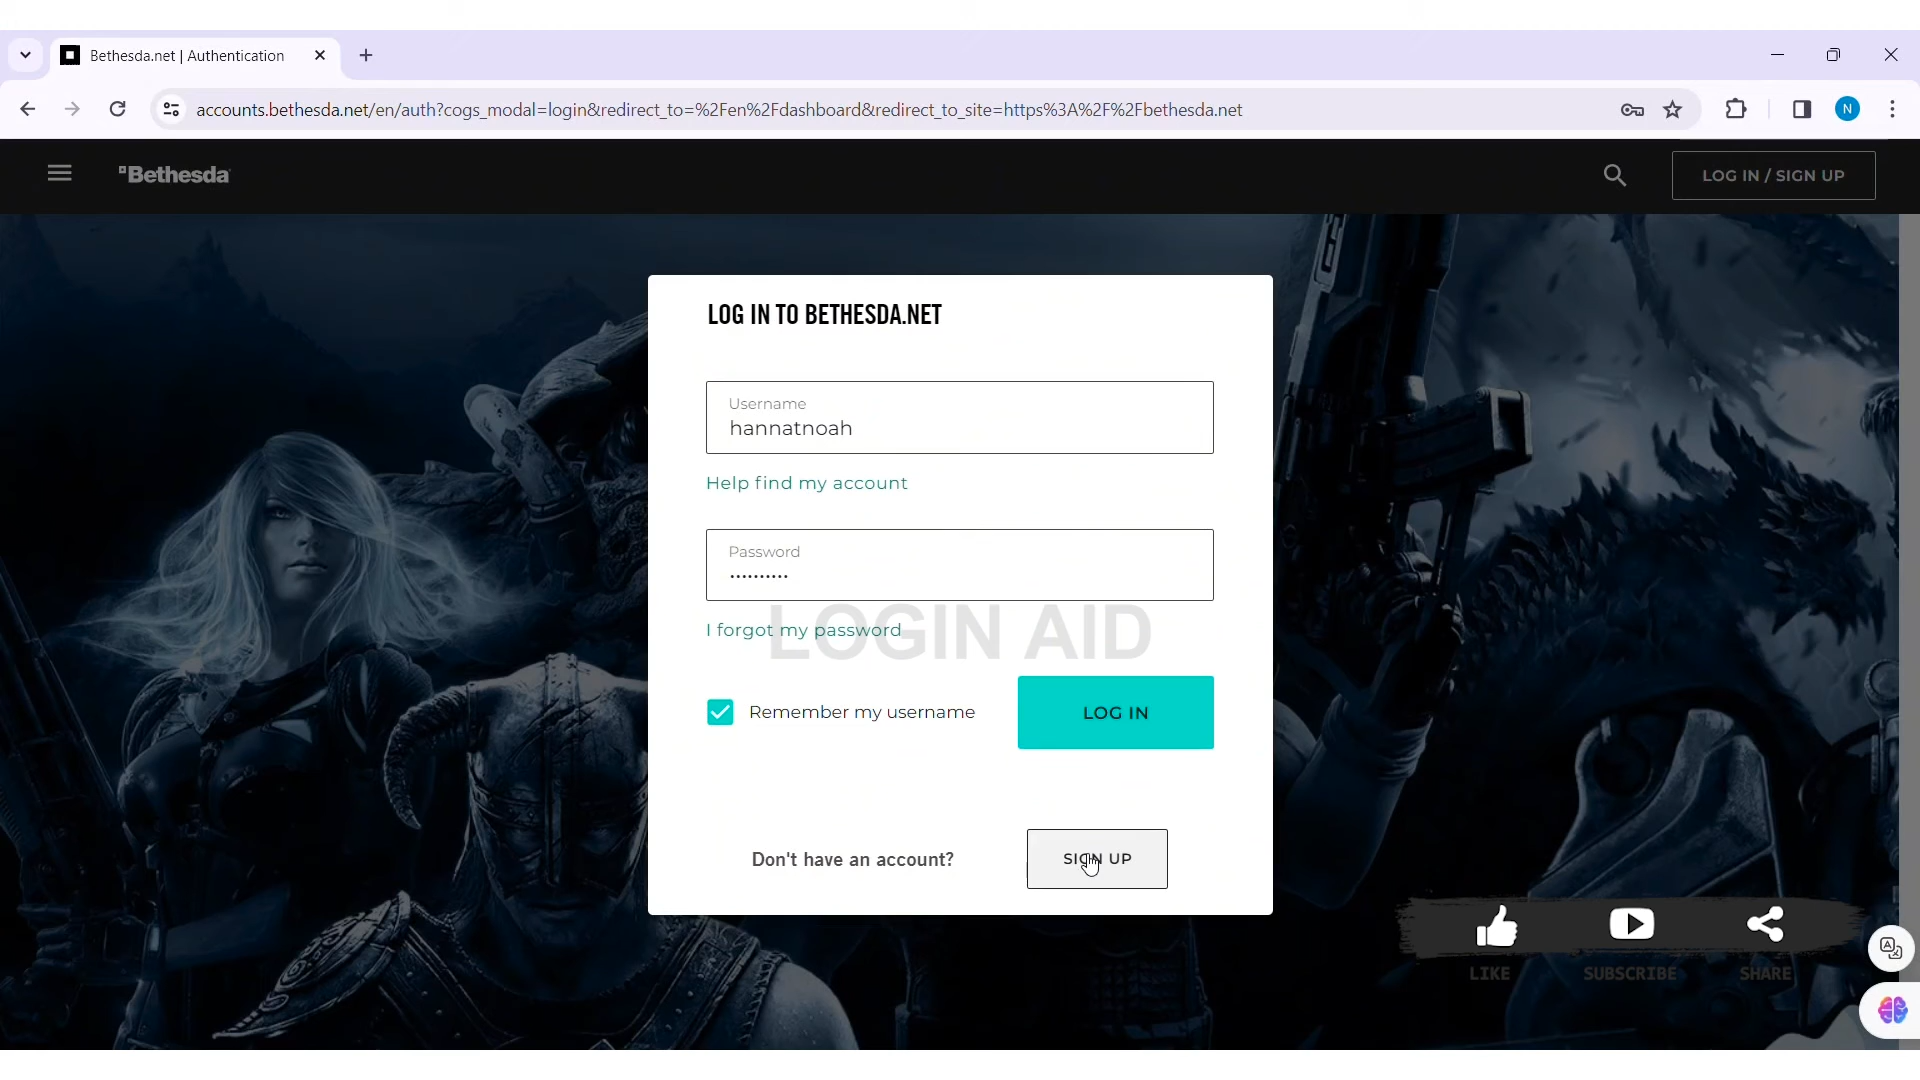 Bethesda.net | Authentication
accounts.bethesda.net/en/auth?cogs_modal=login&redirect_to=%2Fen%2Fdashboard&redirect_to_site=https%3A%2F%2Fbethesda.net
N
Bethesda
LOG IN / SIGN UP
LOG IN TO BETHESDA.NET
Username
hannatnoah
Help find my account
Password
••••••••••
I forgot my password
LOGIN AID
Remember my username
LOG IN
Don't have an account?
SIGN UP
LIKE
SUBSCRIBE
SHARE